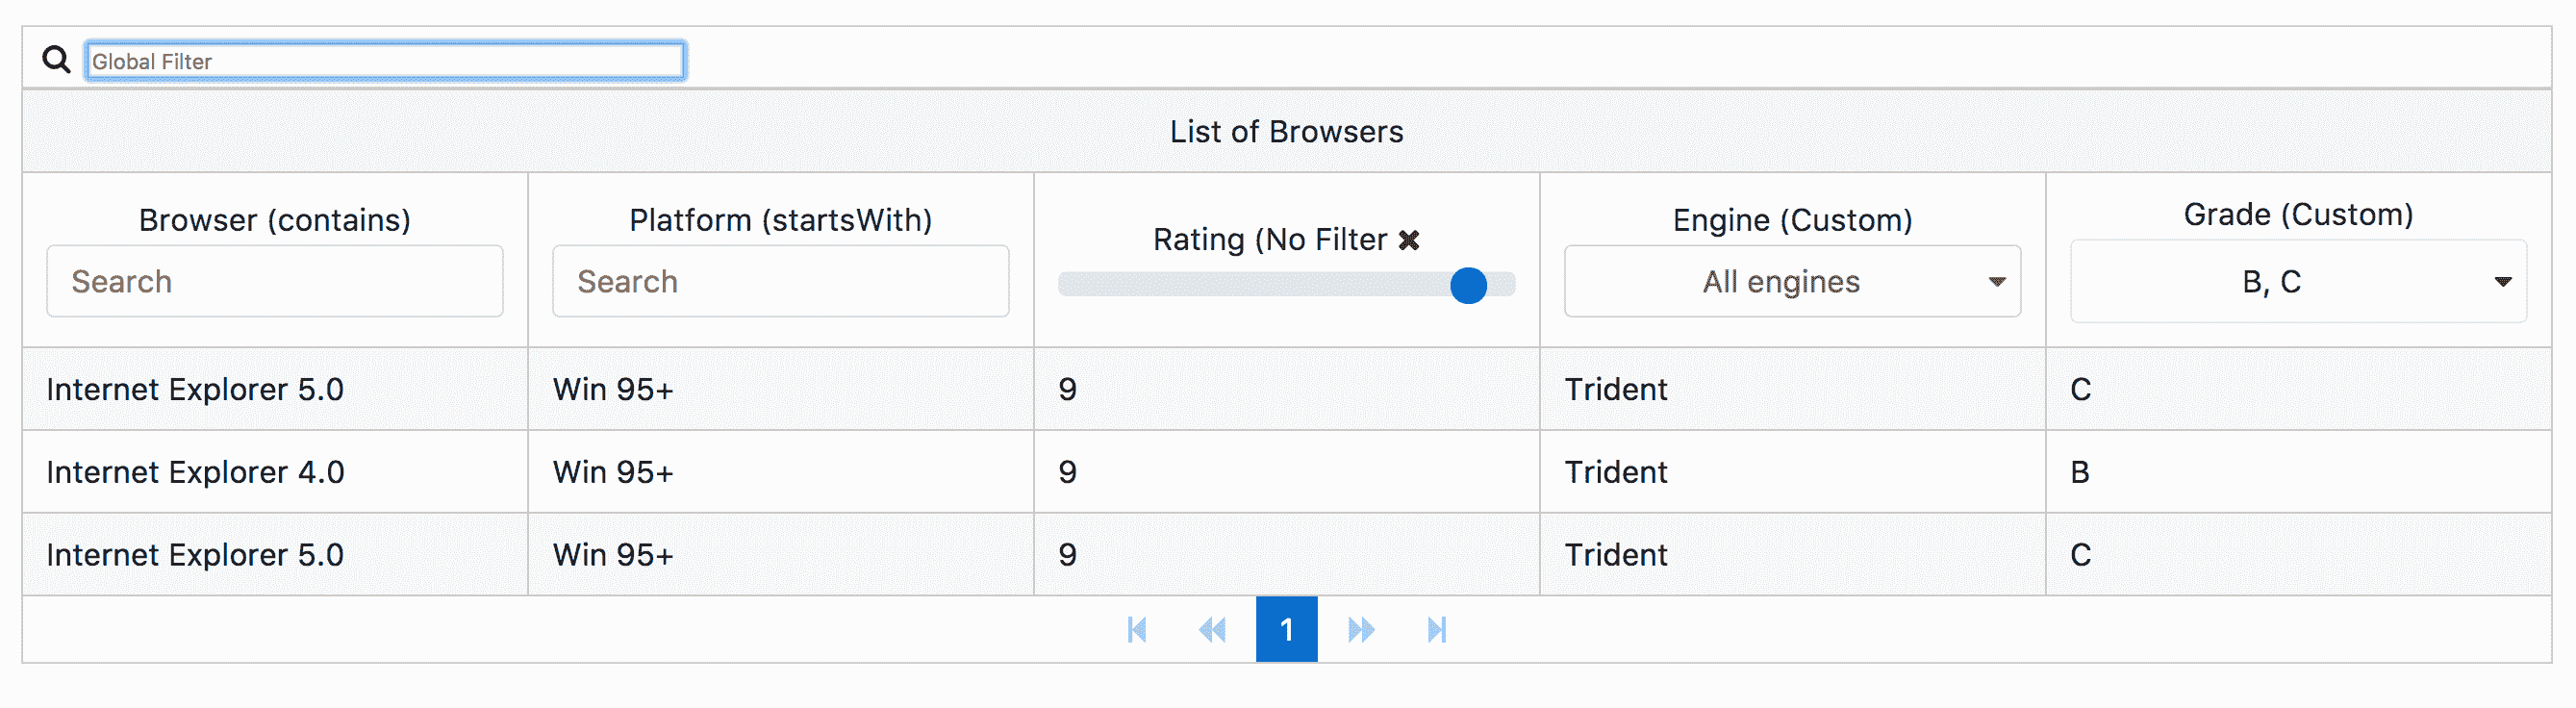 Global Filter
List of Browsers
Browser (contains) Platform (startsWith) Rating (No Filter Engine (Custom) Grade (Custom)
Search Search All engines B, C
Internet Explorer 5.0 Win 95+ 9 Trident C
Internet Explorer 4.0 Win 95+ 9 Trident B
Internet Explorer 5.0 Win 95+ 9 Trident C
1